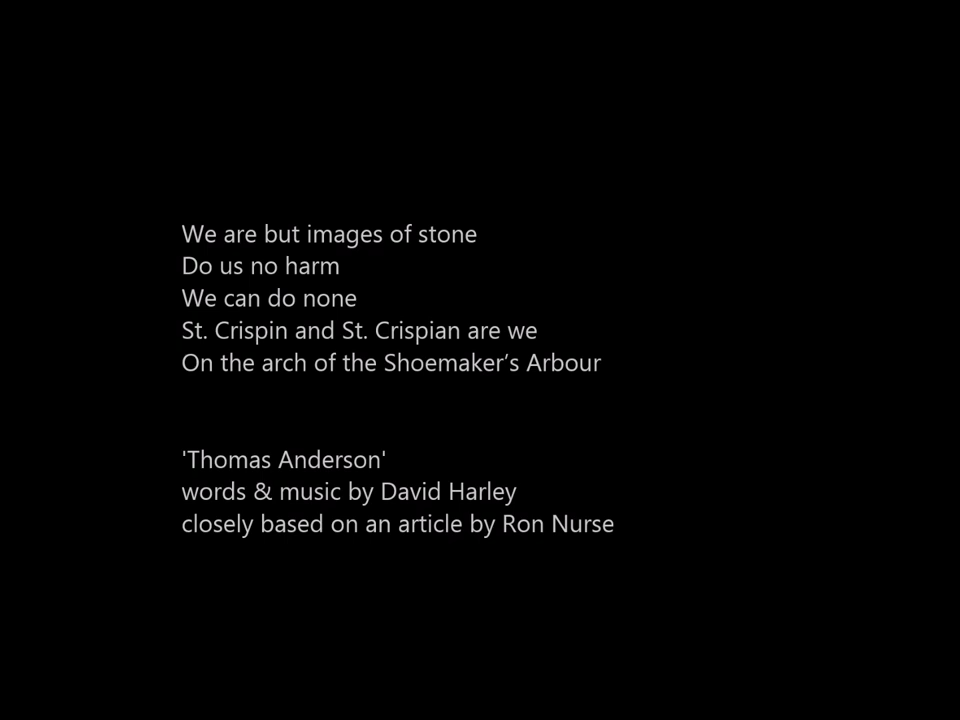 We are but images of stone
Do us no harm
We can do none
St. Crispin and St. Crispian are we
On the arch of the Shoemaker’s Arbour
'Thomas Anderson'
words & music by David Harley
closely based on an article by Ron Nurse